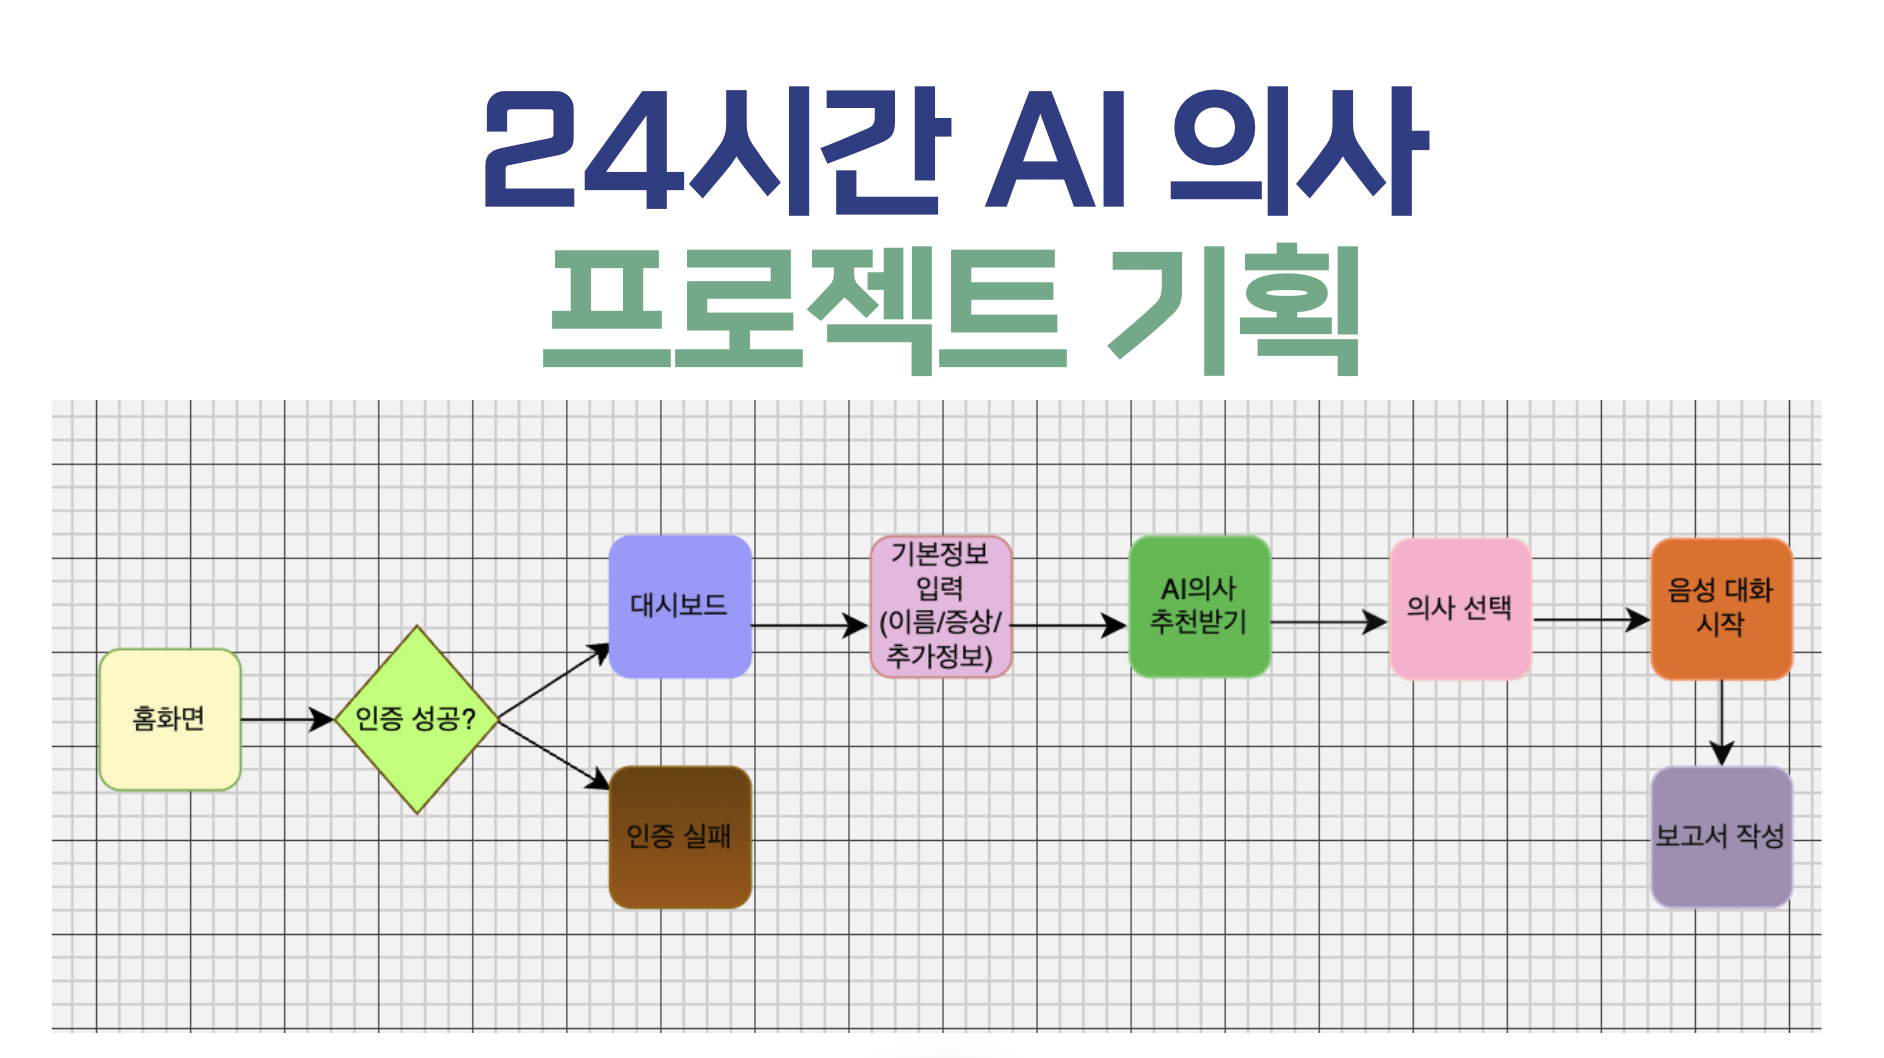 24시간 AI 의사
프로젝트 기획
홈화면
인증 성공?
대시보드
인증 실패
기본정보
입력
(이름/증상/
추가정보)
AI의사
추천받기
의사 선택
음성 대화
시작
보고서 작성